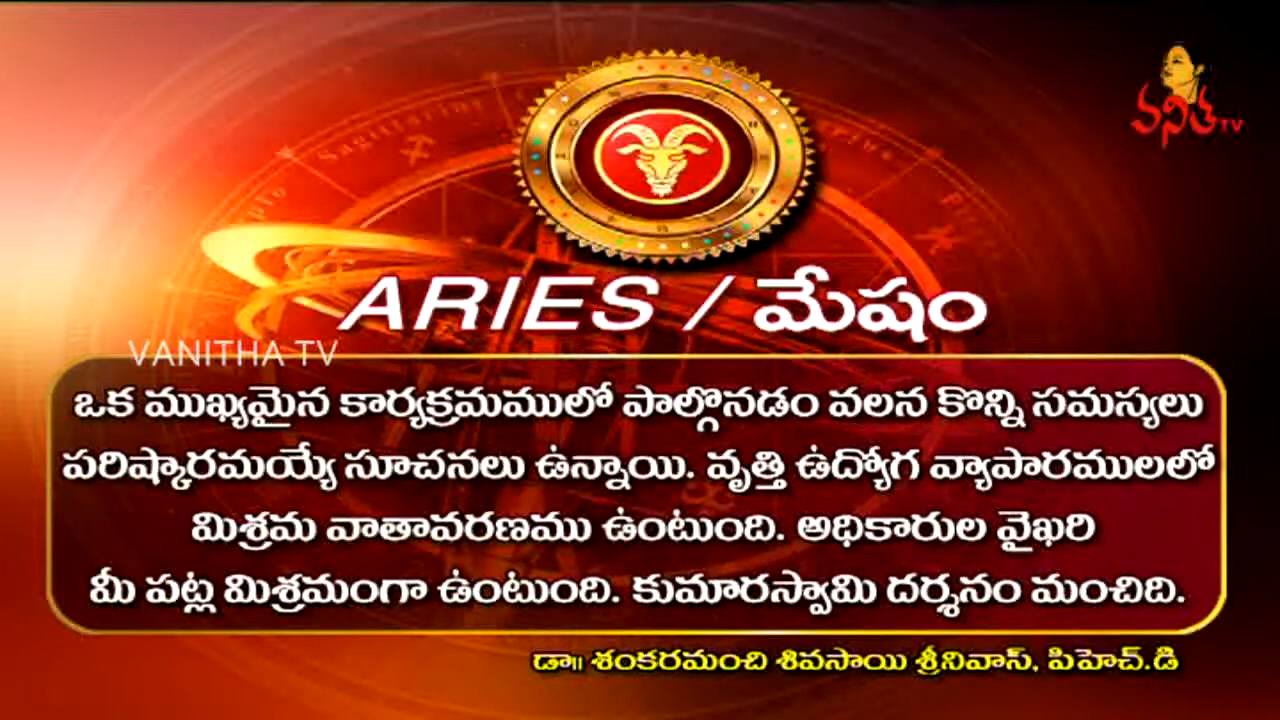 వనిత TV
ARIES / మేషం
VANITHA TV
ఒక ముఖ్యమైన కార్యక్రమములో పాల్గొనడం వలన కొన్ని సమస్యలు
పరిష్కారమయ్యే సూచనలు ఉన్నాయి. వృత్తి ఉద్యోగ వ్యాపారములలో
మిశ్రమ వాతావరణము ఉంటుంది. అధికారుల వైఖరి
మీ పట్ల మిశ్రమంగా ఉంటుంది. కుమారస్వామి దర్శనం మంచిది.
డా॥ శంకరమంచి శివసాయి శ్రీనివాస్, పిహెచ్.డి